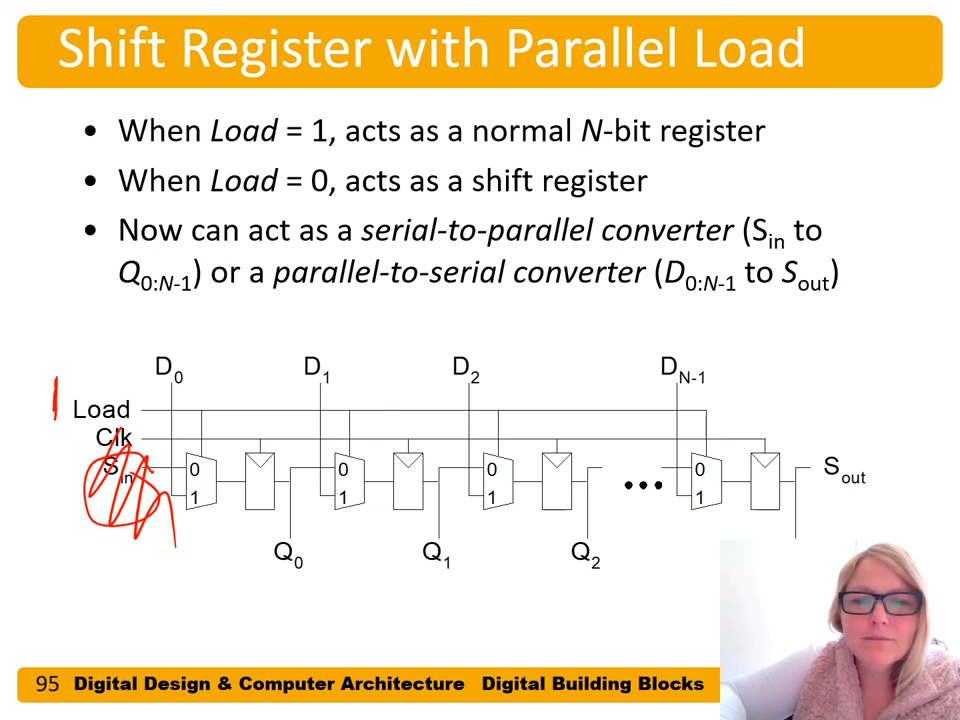 Shift Register with Parallel Load
• When Load = 1, acts as a normal N-bit register
• When Load = 0, acts as a shift register
• Now can act as a serial-to-parallel converter (Sin to
Q0:N-1) or a parallel-to-serial converter (D0:N-1 to Sout)
D0 D1 D2 DN-1
1 Load
Clk
Sin 0 0 0 0 Sout
1 1 1 1
Q0 Q1 Q2
95 Digital Design & Computer Architecture Digital Building Blocks